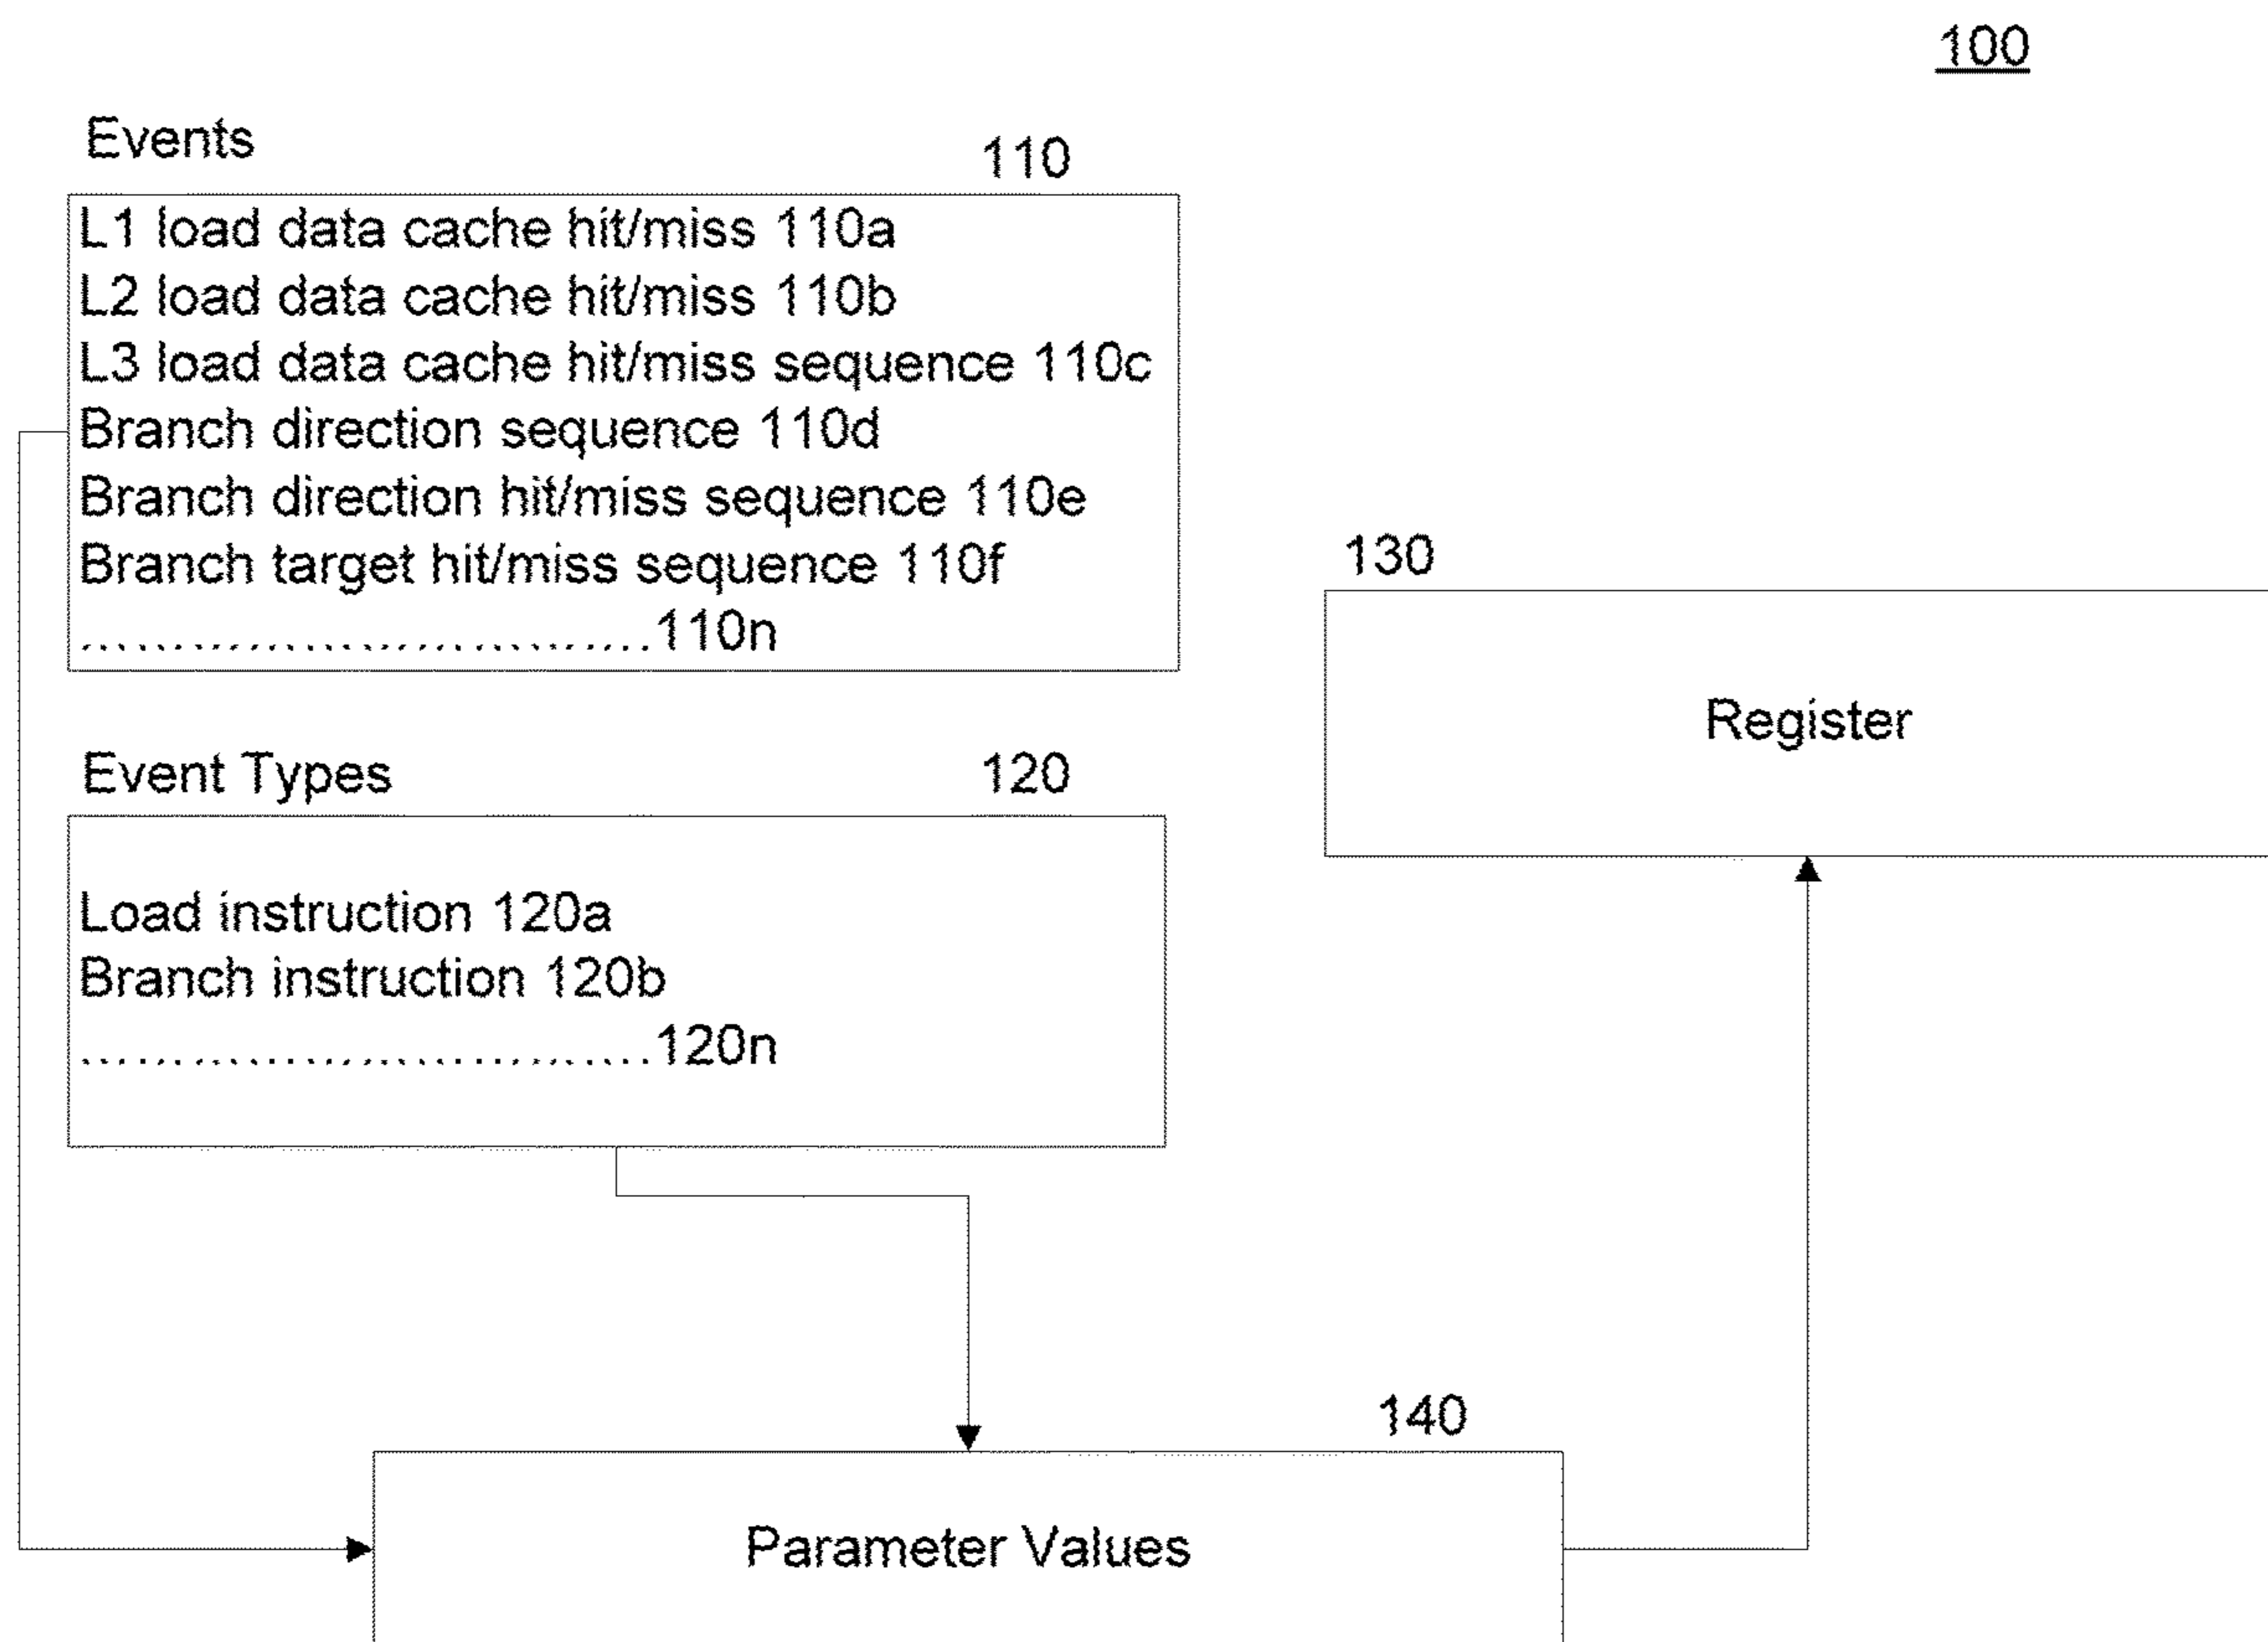 100
Events
110
L1 load data cache hit/miss 110a
L2 load data cache hit/miss 110b
L3 load data cache hit/miss sequence 110c
Branch direction sequence 110d
Branch direction hit/miss sequence 110e
Branch target hit/miss sequence 110f
..............................110n
130
Register
Event Types
120
Load instruction 120a
Branch instruction 120b
..............................120n
140
Parameter Values